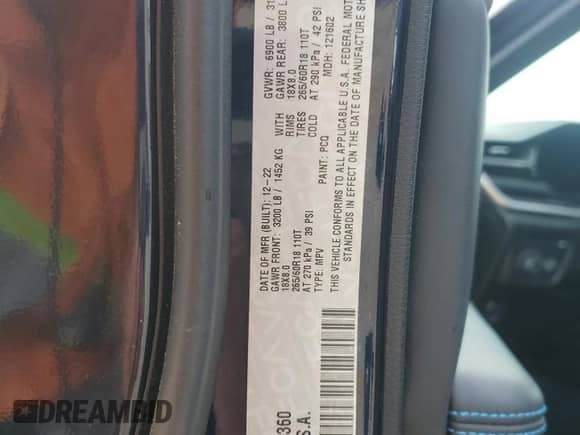 DATE OF MFR (BUILT): 12-22 GVWR: 6900 LB / 31
GAWR FRONT: 3200 LB / 1452 KG WITH GAWR REAR: 3800 L
18X8.0 RIMS 18X8.0
265/60R18 110T TIRES 265/60R18 110T
AT 270 kPa / 39 PSI COLD AT 290 kPa / 42 PSI
TYPE: MPV PAINT: PCQ MDH: 121602
THIS VEHICLE CONFORMS TO ALL APPLICABLE U.S.A. FEDERAL MOT
STANDARDS IN EFFECT ON THE DATE OF MANUFACTURE SH
360
S.A.
DREAMBID